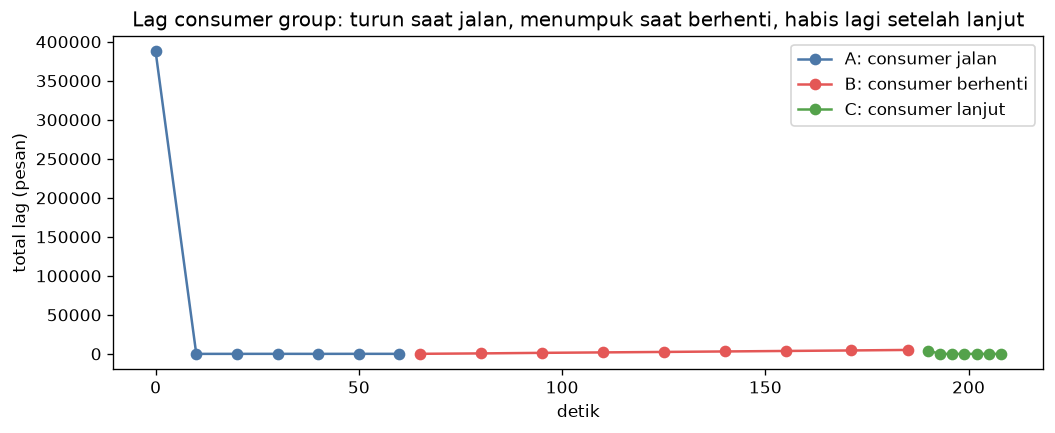 Lag consumer group: turun saat jalan, menumpuk saat berhenti, habis lagi setelah lanjut
total lag (pesan)
400000
350000
300000
250000
200000
150000
100000
50000
0
A: consumer jalan
B: consumer berhenti
C: consumer lanjut
0 50 100 150 200
detik